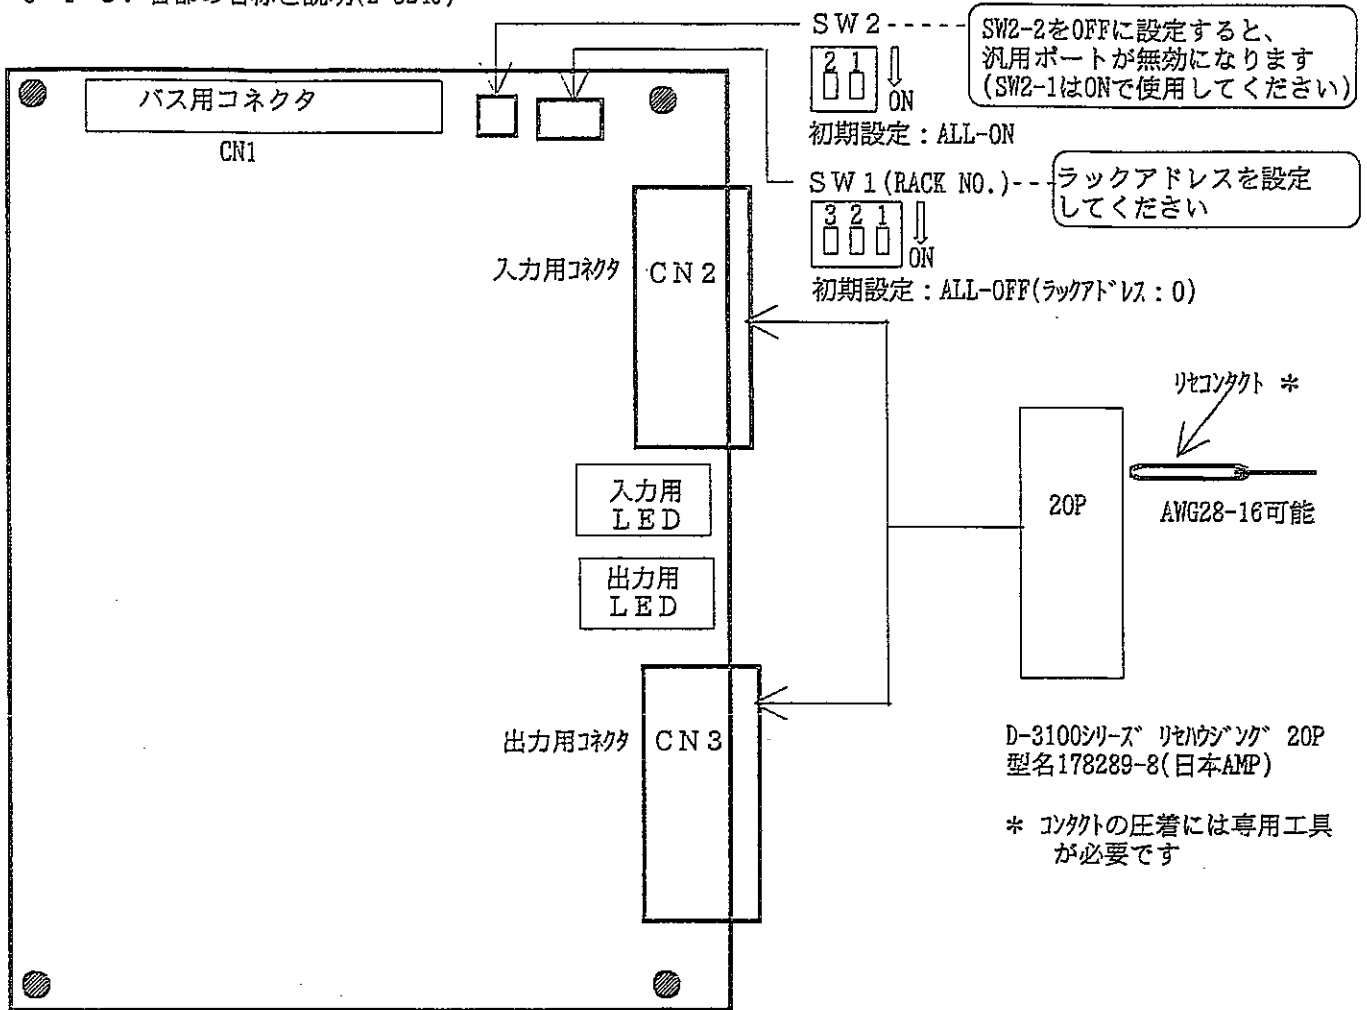 各部の名称と説明
SW2
SW2-2をOFFに設定すると、
汎用ポートが無効になります
(SW2-1はONで使用してください)
2 1
ON
初期設定：ALL-ON
バス用コネクタ
CN1
SW1(RACK NO.)
ラックアドレスを設定
してください
3 2 1
ON
初期設定：ALL-OFF(ラックアドレス：0)
入力用コネクタ
CN2
リセコンタクト *
20P
AWG28-16可能
入力用
LED
出力用
LED
出力用コネクタ
CN3
D-3100シリーズ リセハウジング 20P
型名178289-8(日本AMP)
* コンタクトの圧着には専用工具
が必要です